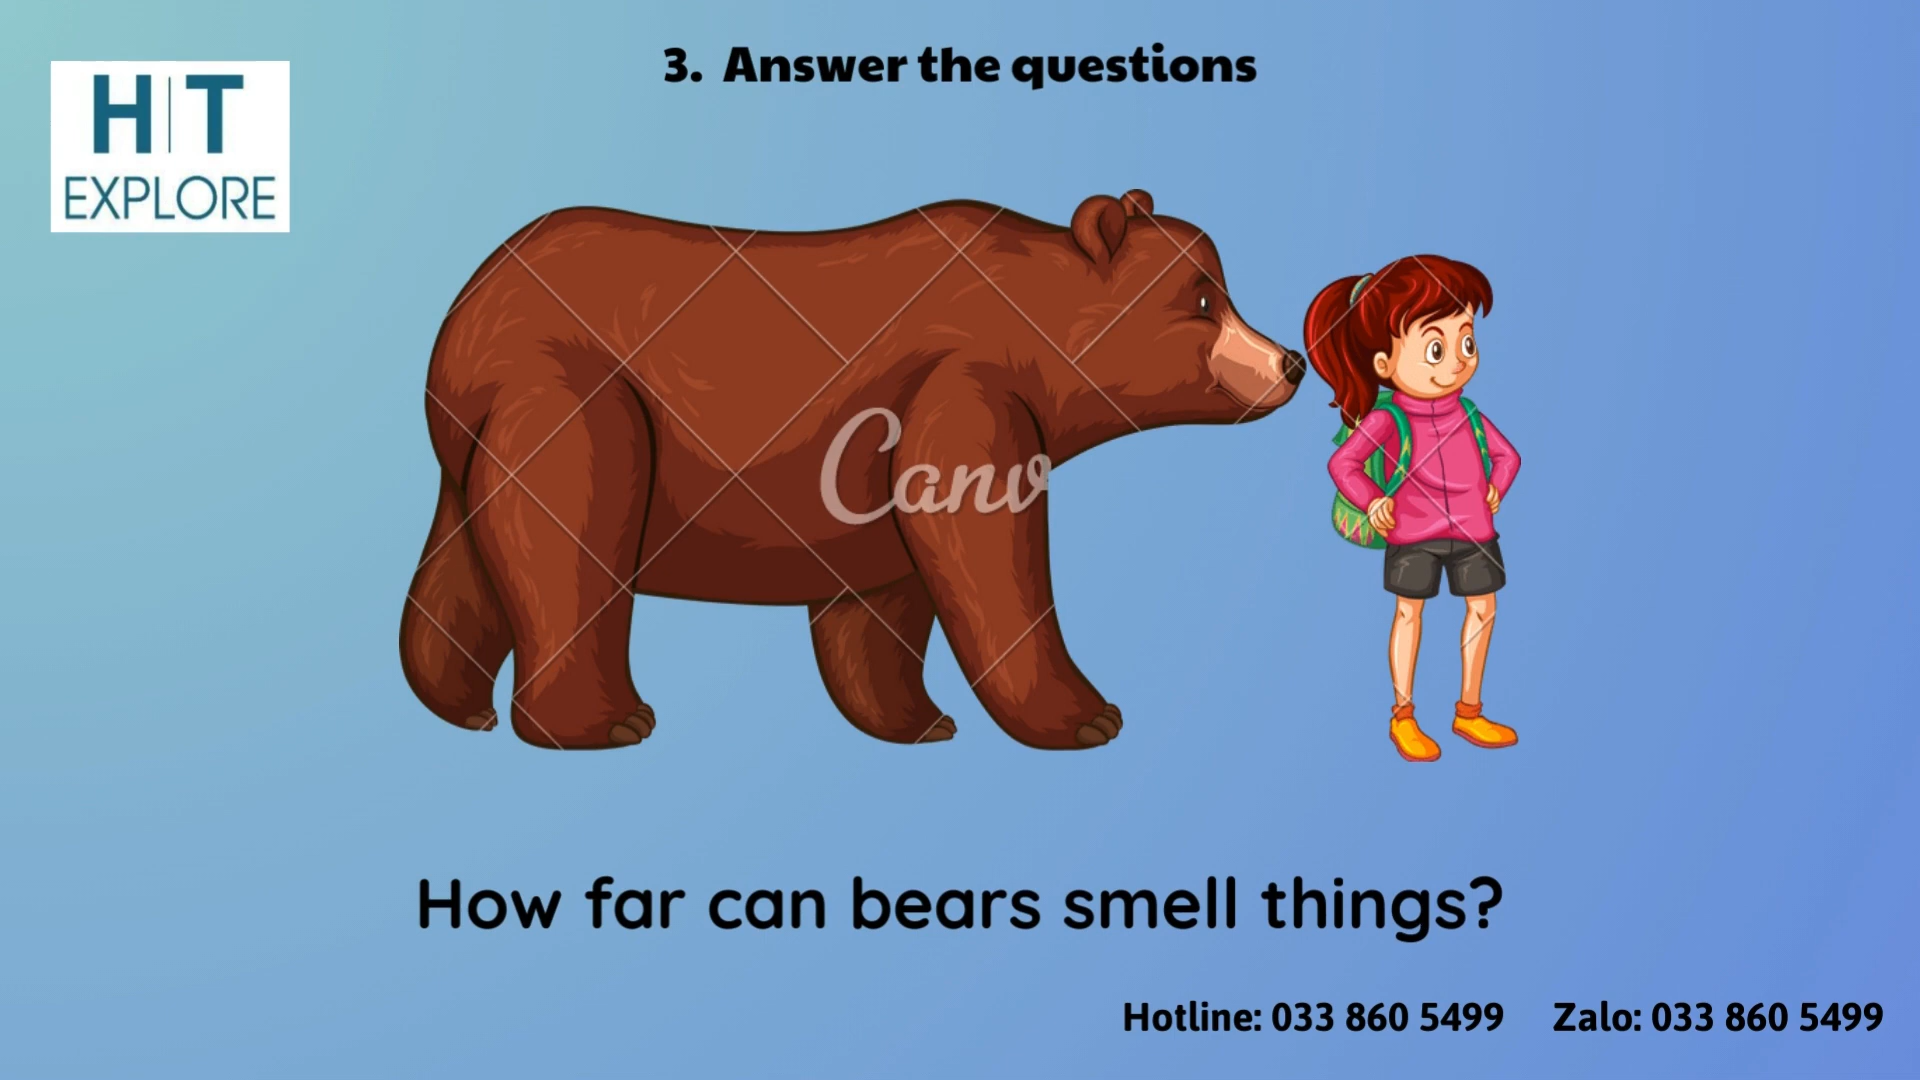 3. Answer the questions
H|T
EXPLORE
Canv
How far can bears smell things?
Hotline: 033 860 5499 Zalo: 033 860 5499